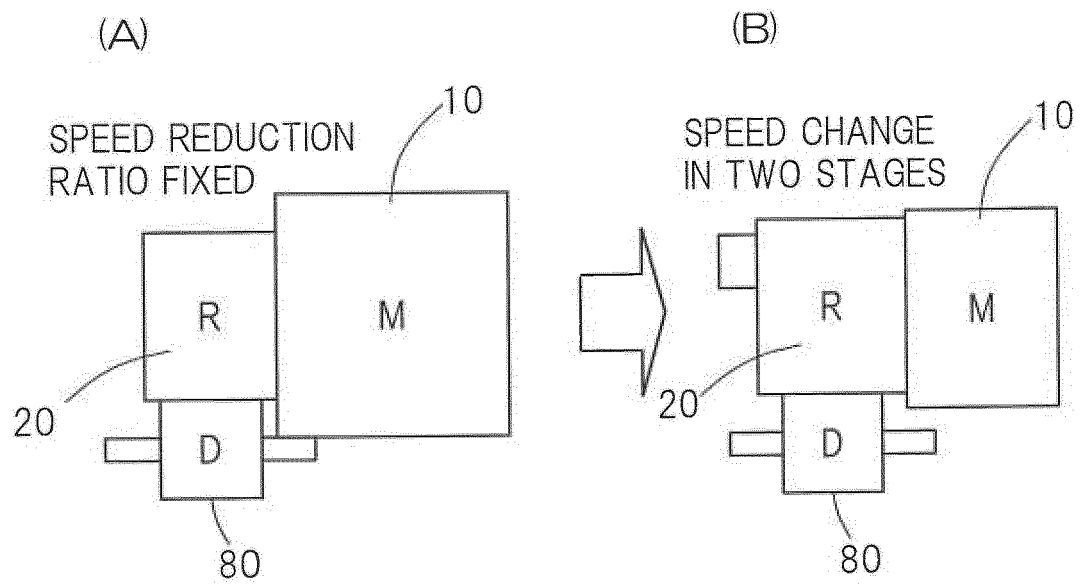 (A)
SPEED REDUCTION
RATIO FIXED
10
R
M
20
D
80
(B)
SPEED CHANGE
IN TWO STAGES
10
R
M
20
D
80